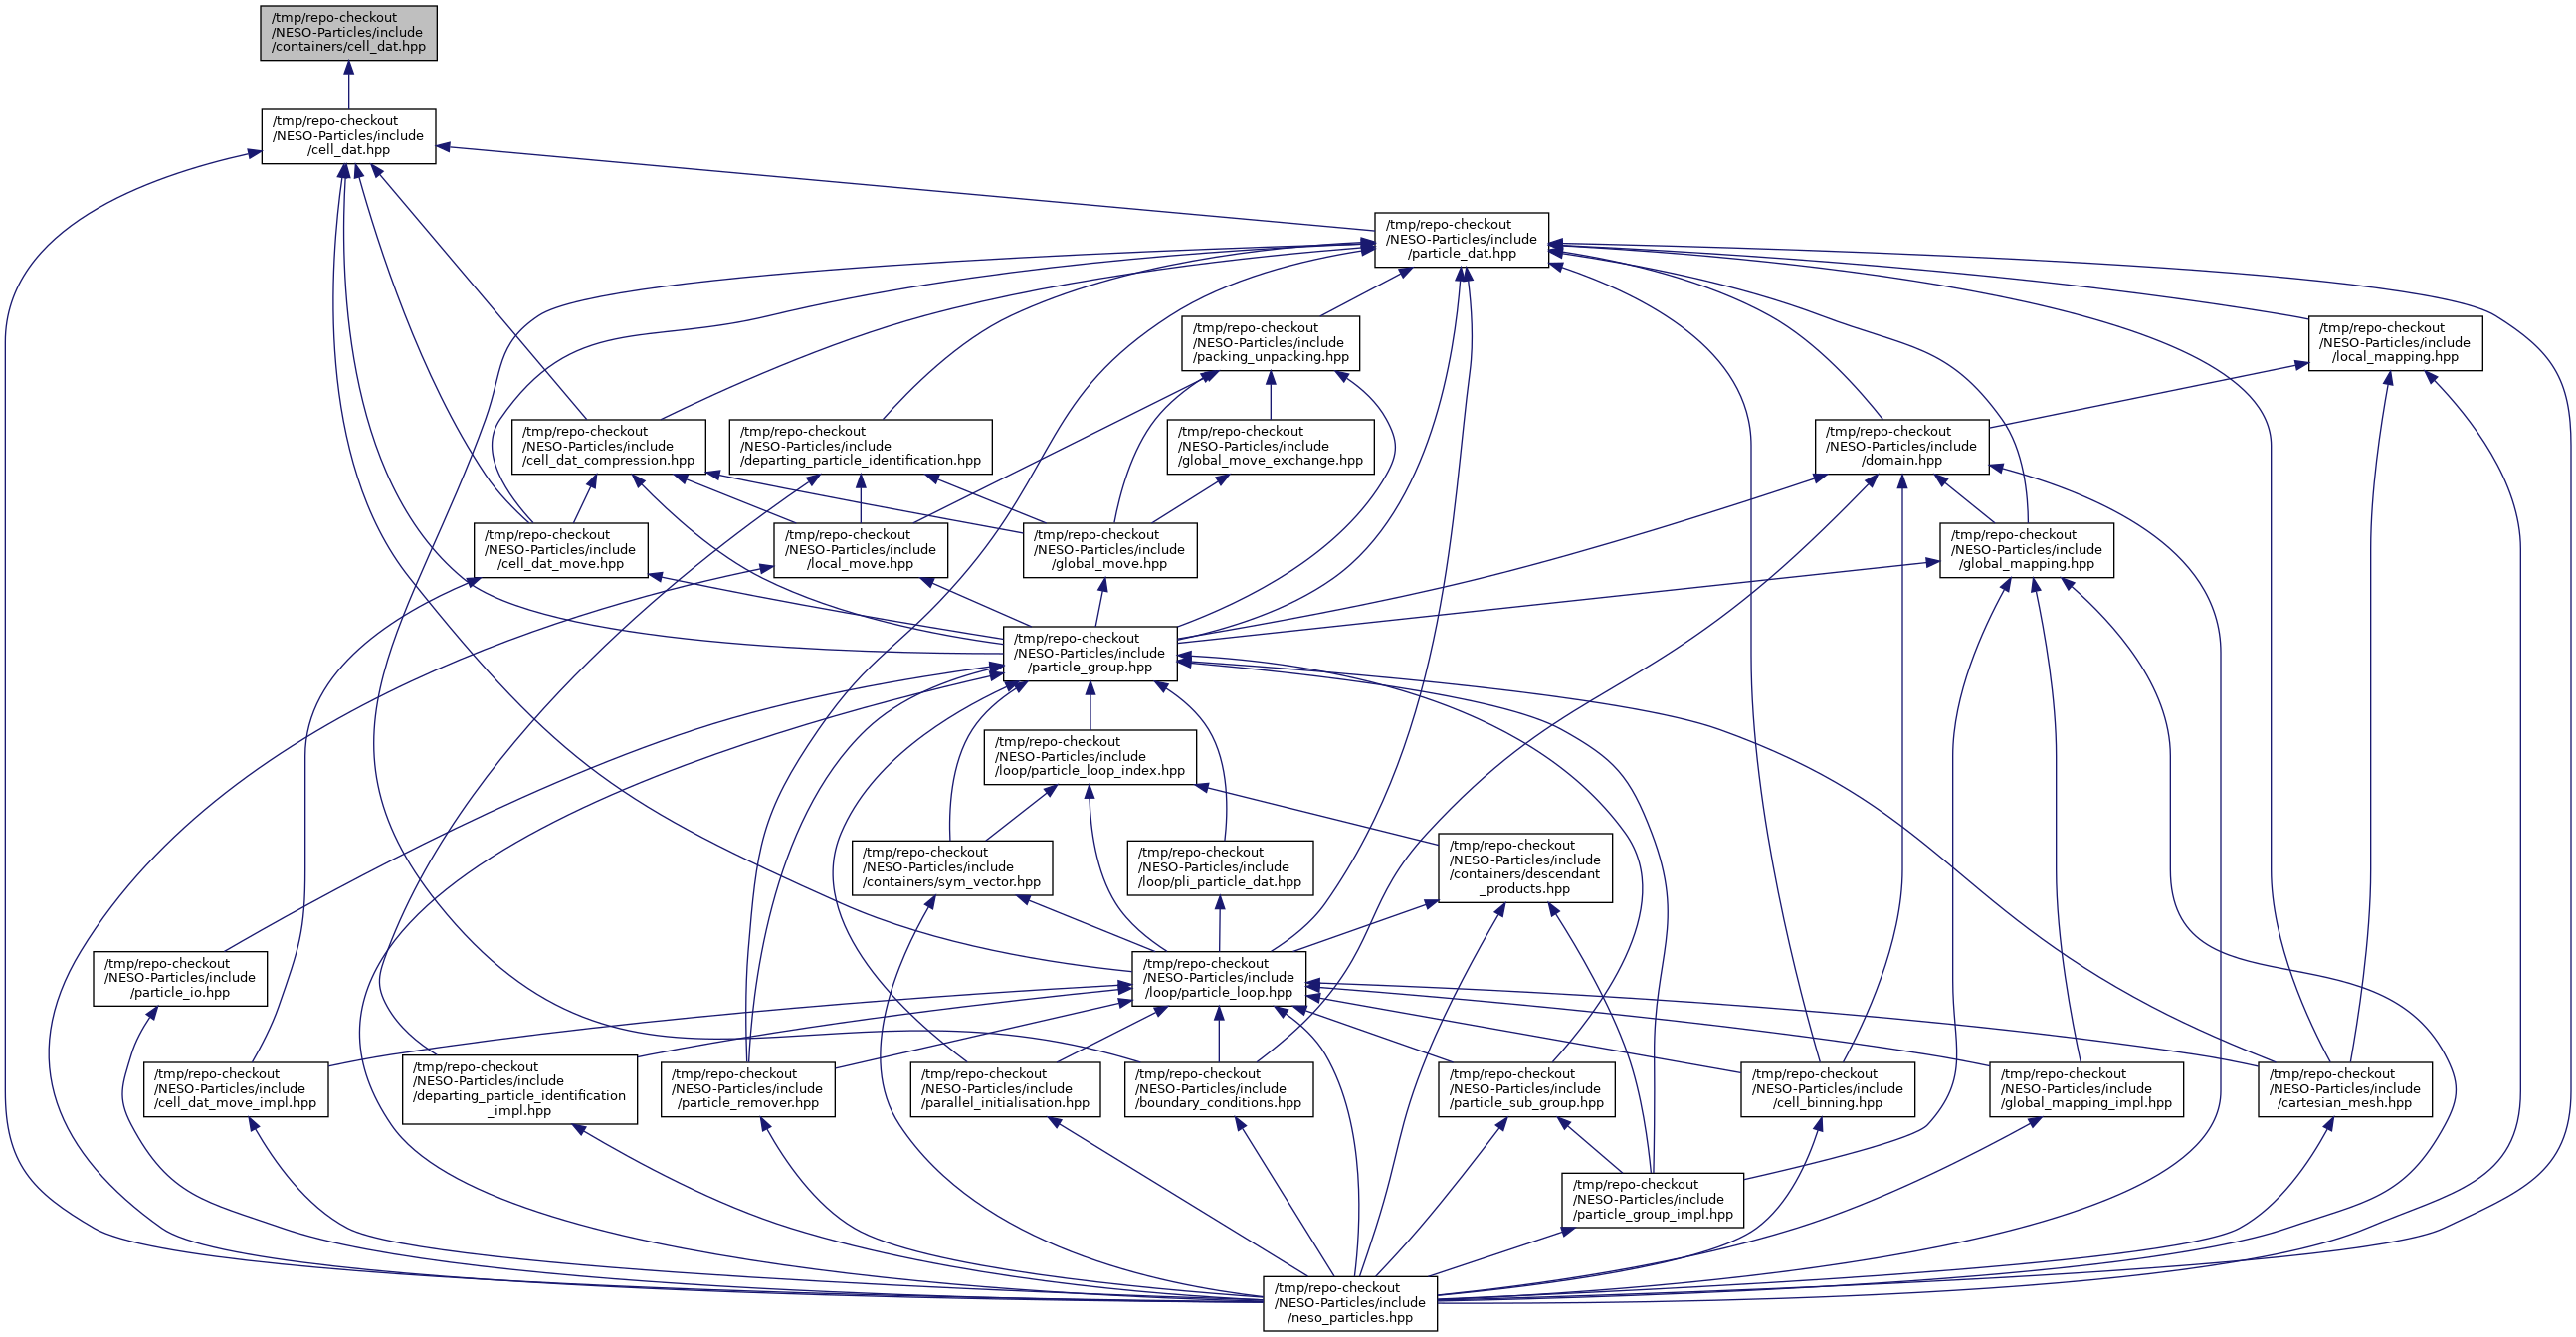 /tmp/repo-checkout
/NESO-Particles/include
/containers/cell_dat.hpp
/tmp/repo-checkout
/NESO-Particles/include
/cell_dat.hpp
/tmp/repo-checkout
/NESO-Particles/include
/particle_dat.hpp
/tmp/repo-checkout
/NESO-Particles/include
/packing_unpacking.hpp
/tmp/repo-checkout
/NESO-Particles/include
/local_mapping.hpp
/tmp/repo-checkout
/NESO-Particles/include
/cell_dat_compression.hpp
/tmp/repo-checkout
/NESO-Particles/include
/departing_particle_identification.hpp
/tmp/repo-checkout
/NESO-Particles/include
/global_move_exchange.hpp
/tmp/repo-checkout
/NESO-Particles/include
/domain.hpp
/tmp/repo-checkout
/NESO-Particles/include
/cell_dat_move.hpp
/tmp/repo-checkout
/NESO-Particles/include
/local_move.hpp
/tmp/repo-checkout
/NESO-Particles/include
/global_move.hpp
/tmp/repo-checkout
/NESO-Particles/include
/global_mapping.hpp
/tmp/repo-checkout
/NESO-Particles/include
/particle_group.hpp
/tmp/repo-checkout
/NESO-Particles/include
/loop/particle_loop_index.hpp
/tmp/repo-checkout
/NESO-Particles/include
/containers/sym_vector.hpp
/tmp/repo-checkout
/NESO-Particles/include
/loop/pli_particle_dat.hpp
/tmp/repo-checkout
/NESO-Particles/include
/containers/descendant
_products.hpp
/tmp/repo-checkout
/NESO-Particles/include
/particle_io.hpp
/tmp/repo-checkout
/NESO-Particles/include
/loop/particle_loop.hpp
/tmp/repo-checkout
/NESO-Particles/include
/cell_dat_move_impl.hpp
/tmp/repo-checkout
/NESO-Particles/include
/departing_particle_identification
_impl.hpp
/tmp/repo-checkout
/NESO-Particles/include
/particle_remover.hpp
/tmp/repo-checkout
/NESO-Particles/include
/parallel_initialisation.hpp
/tmp/repo-checkout
/NESO-Particles/include
/boundary_conditions.hpp
/tmp/repo-checkout
/NESO-Particles/include
/particle_sub_group.hpp
/tmp/repo-checkout
/NESO-Particles/include
/cell_binning.hpp
/tmp/repo-checkout
/NESO-Particles/include
/global_mapping_impl.hpp
/tmp/repo-checkout
/NESO-Particles/include
/cartesian_mesh.hpp
/tmp/repo-checkout
/NESO-Particles/include
/particle_group_impl.hpp
/tmp/repo-checkout
/NESO-Particles/include
/neso_particles.hpp